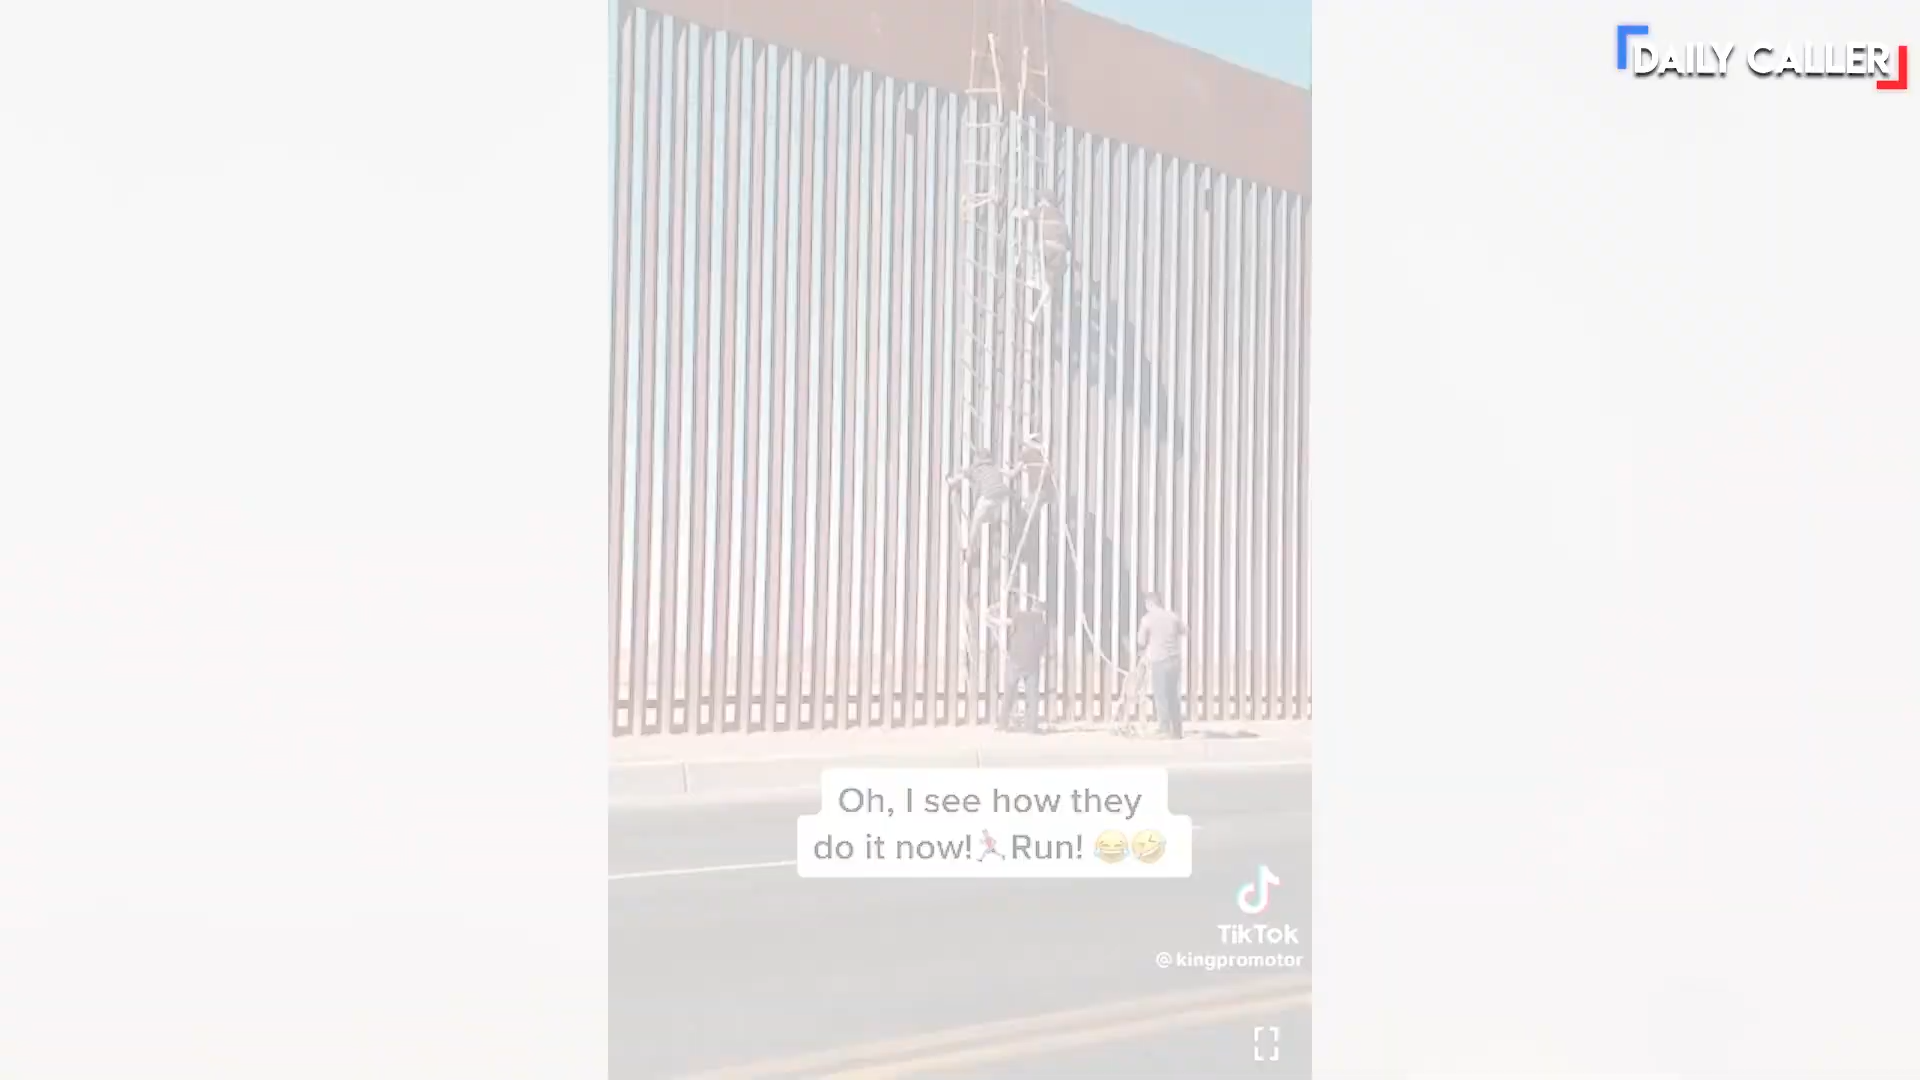 DAILY CALLER
Oh, I see how they
do it now!🏃🏻Run! 😂🤣
TikTok
@kingpromotor